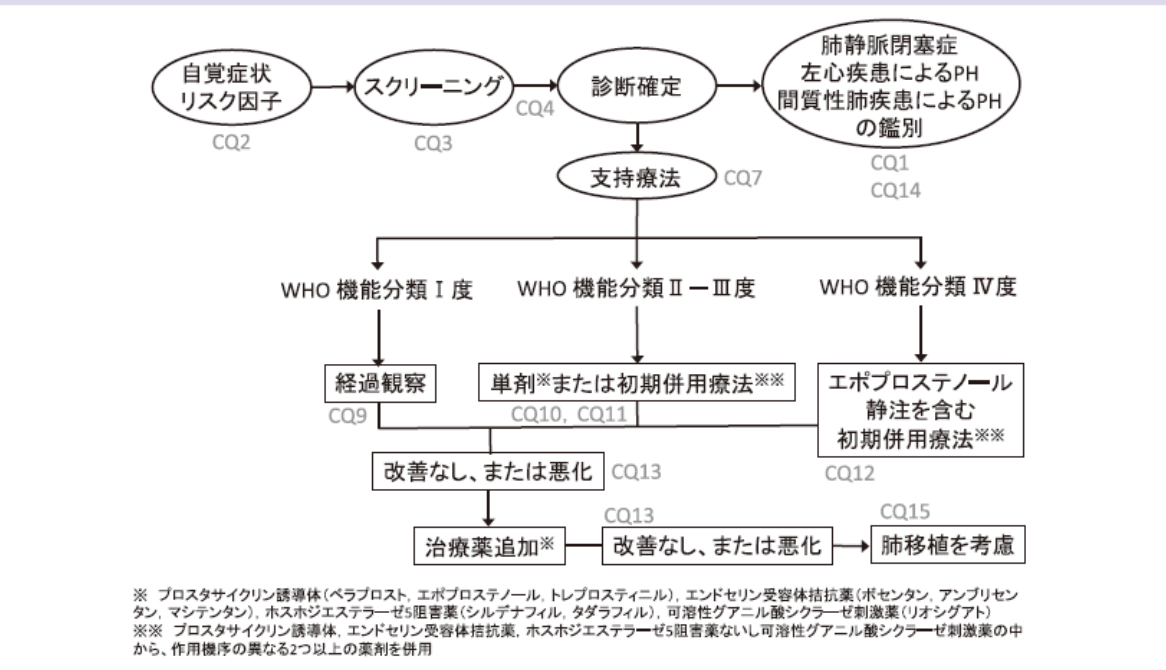 自覚症状
リスク因子
CQ2
スクリーニング
CQ3
CQ4
診断確定
肺静脈閉塞症
左心疾患によるPH
間質性肺疾患によるPH
の鑑別
CQ1
CQ14
支持療法
CQ7
WHO 機能分類Ⅰ度
WHO 機能分類Ⅱ－Ⅲ度
WHO 機能分類Ⅳ度
経過観察
CQ9
単剤※または初期併用療法※※
CQ10, CQ11
エポプロステノール
静注を含む
初期併用療法※※
CQ12
改善なし、または悪化
CQ13
治療薬追加※
CQ13
改善なし、または悪化
CQ15
肺移植を考慮
※ プロスタサイクリン誘導体(ベラプロスト, エポプロステノール, トレプロスティニル), エンドセリン受容体拮抗薬(ボセンタン, アンブリセン
タン, マシテンタン), ホスホジエステラーゼ5阻害薬(シルデナフィル, タダラフィル), 可溶性グアニル酸シクラーゼ刺激薬(リオシグアト)
※※ プロスタサイクリン誘導体, エンドセリン受容体拮抗薬, ホスホジエステラーゼ5阻害薬ないし可溶性グアニル酸シクラーゼ刺激薬の中
から、作用機序の異なる2つ以上の薬剤を併用